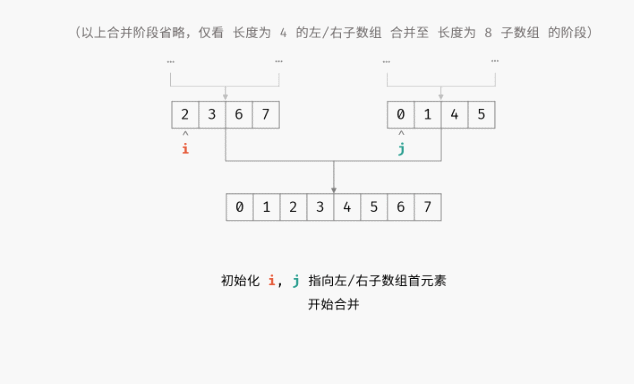 （以上合并阶段省略，仅看 长度为 4 的左/右子数组 合并至 长度为 8 子数组 的阶段）
… … … …
2 3 6 7 0 1 4 5
^ ^
i j
0 1 2 3 4 5 6 7
初始化 i, j 指向左/右子数组首元素
开始合并